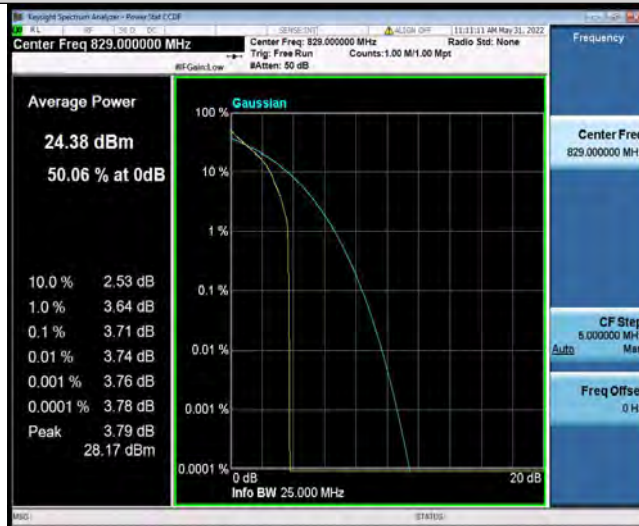 Keysight Spectrum Analyzer - Power Stat CCDF
RL RF 50 Ω DC SENSE:INT ALIGN OFF 11:11:11 AM May 31, 2022
Center Freq 829.000000 MHz
Center Freq: 829.000000 MHz Radio Std: None
Trig: Free Run Counts:1.00 M/1.00 Mpt
#IFGain:Low #Atten: 50 dB
Frequency
Average Power
24.38 dBm
50.06 % at 0dB
10.0 % 2.53 dB
1.0 % 3.64 dB
0.1 % 3.71 dB
0.01 % 3.74 dB
0.001 % 3.76 dB
0.0001 % 3.78 dB
Peak 3.79 dB
28.17 dBm
Gaussian
100 %
10 %
1 %
0.1 %
0.01 %
0.001 %
0.0001 %
0 dB 20 dB
Info BW 25.000 MHz
Center Freq
829.000000 MH
CF Step
5.000000 MH
Auto Ma
Freq Offse
0 H
MSG STATUS